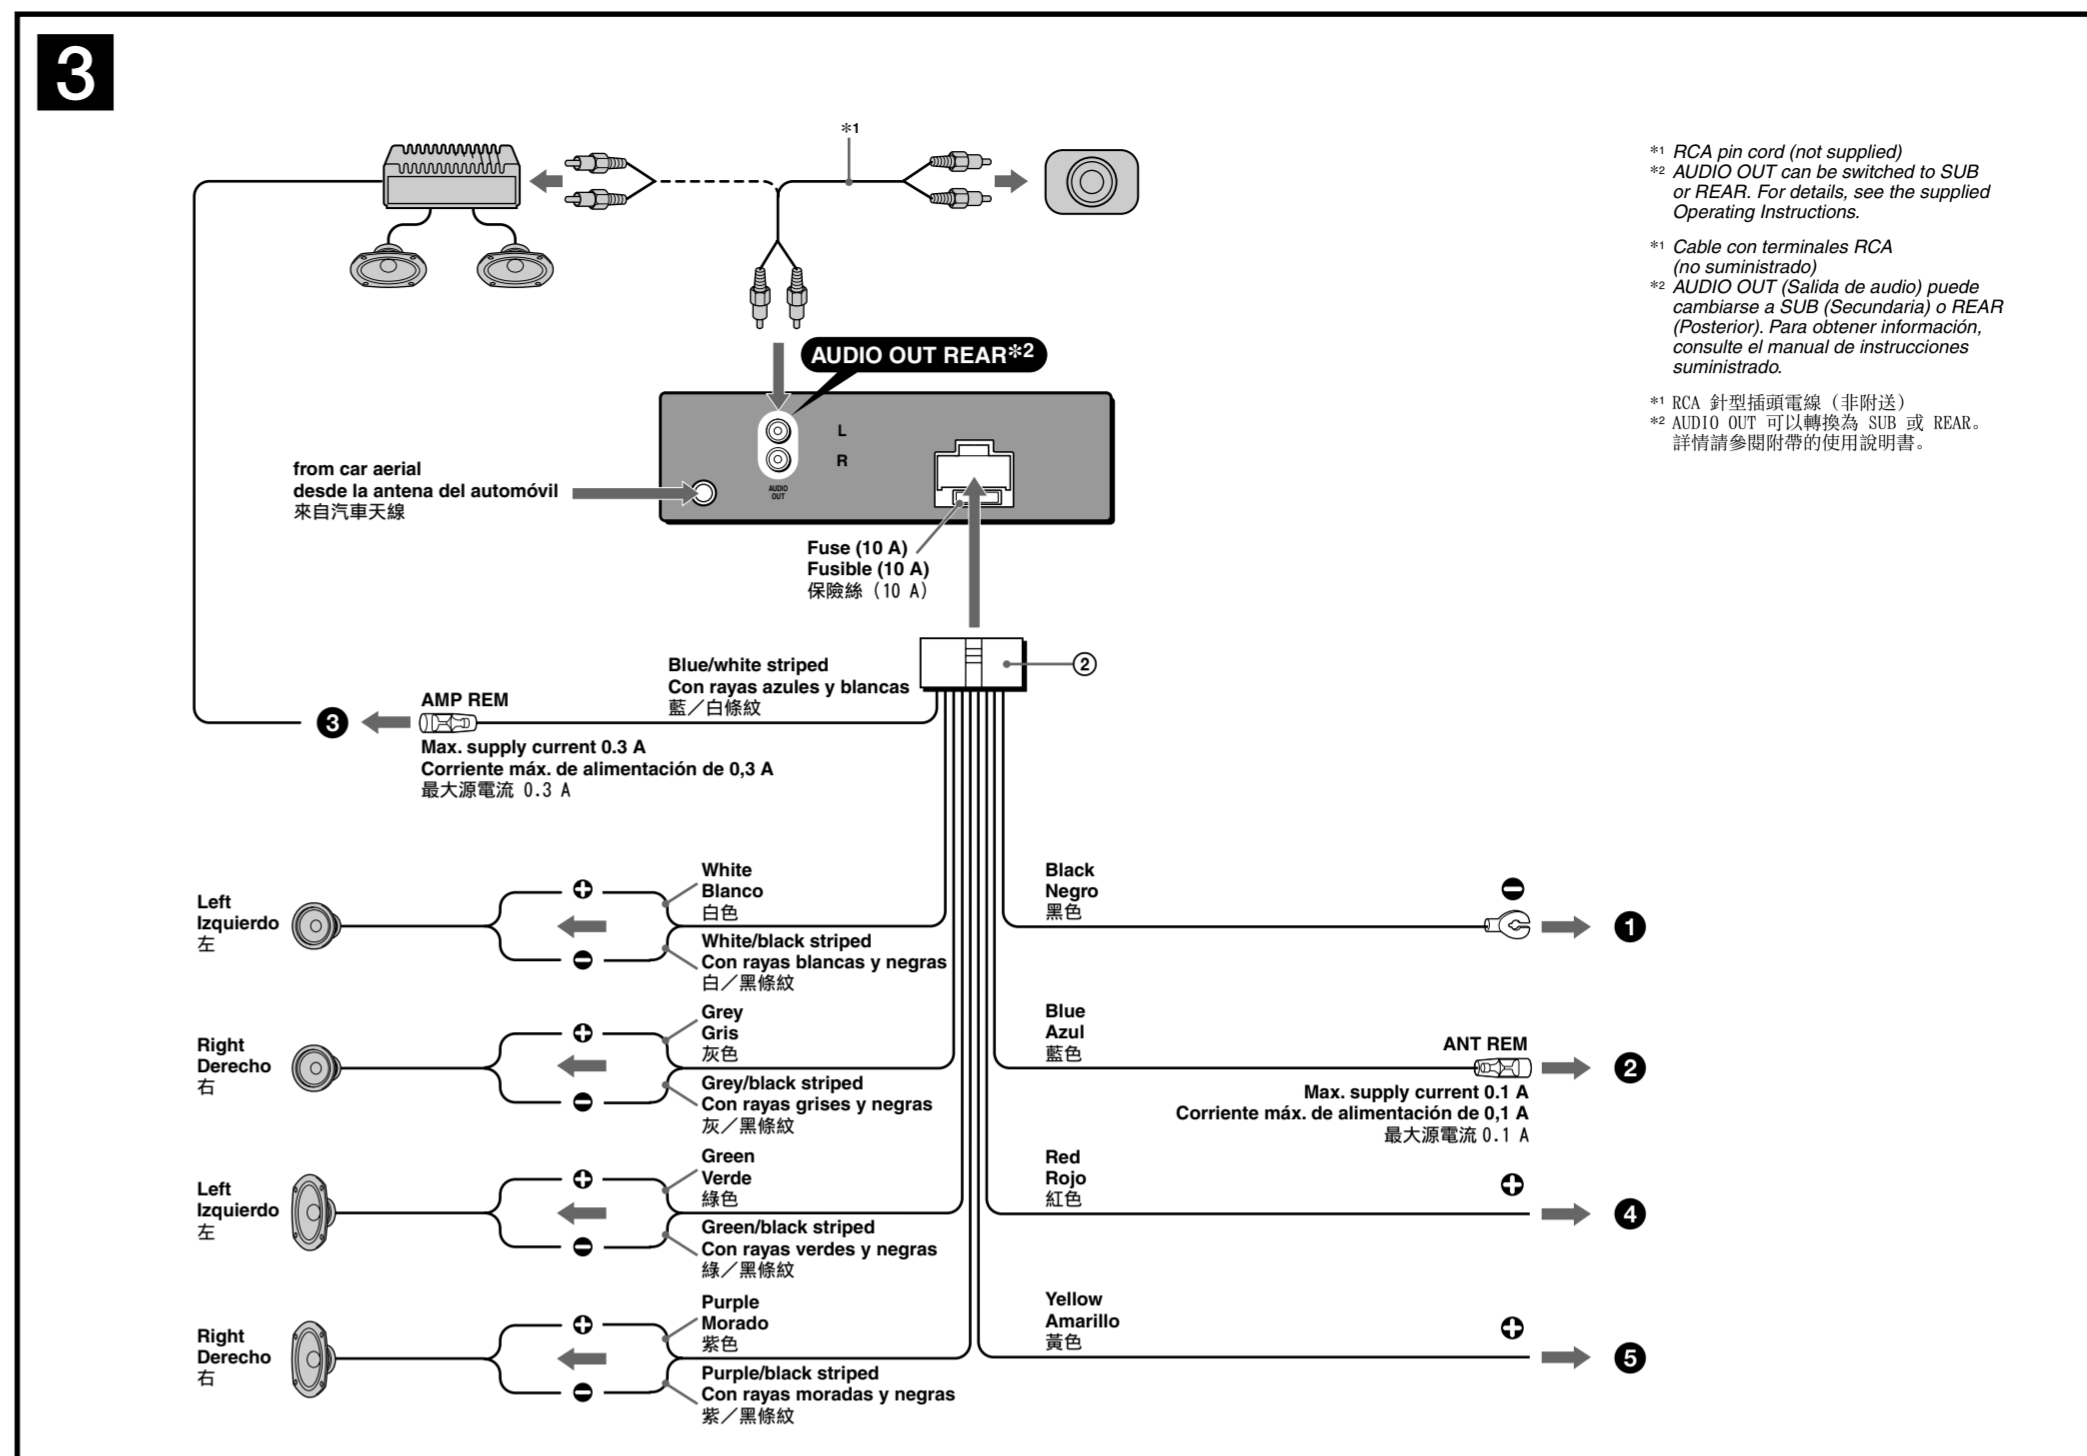 3
*1
*1 RCA pin cord (not supplied)
*2 AUDIO OUT can be switched to SUB
or REAR. For details, see the supplied
Operating Instructions.
*1 Cable con terminales RCA
(no suministrado)
*2 AUDIO OUT (Salida de audio) puede
cambiarse a SUB (Secundaria) o REAR
(Posterior). Para obtener información,
consulte el manual de instrucciones
suministrado.
*1 RCA 針型插頭電線（非附送）
*2 AUDIO OUT 可以轉換為 SUB 或 REAR。
詳情請參閱附帶的使用說明書。
AUDIO OUT REAR*2
L
R
AUDIO
OUT
from car aerial
desde la antena del automóvil
來自汽車天線
Fuse (10 A)
Fusible (10 A)
保險絲（10 A）
2
Blue/white striped
Con rayas azules y blancas
藍／白條紋
3
AMP REM
Max. supply current 0.3 A
Corriente máx. de alimentación de 0,3 A
最大源電流 0.3 A
Left
Izquierdo
左
+
-
White
Blanco
白色
White/black striped
Con rayas blancas y negras
白／黑條紋
Black
Negro
黑色
-
1
Right
Derecho
右
+
-
Grey
Gris
灰色
Grey/black striped
Con rayas grises y negras
灰／黑條紋
Blue
Azul
藍色
ANT REM
2
Max. supply current 0.1 A
Corriente máx. de alimentación de 0,1 A
最大源電流 0.1 A
Left
Izquierdo
左
+
-
Green
Verde
綠色
Green/black striped
Con rayas verdes y negras
綠／黑條紋
Red
Rojo
紅色
+
4
Right
Derecho
右
+
-
Purple
Morado
紫色
Purple/black striped
Con rayas moradas y negras
紫／黑條紋
Yellow
Amarillo
黃色
+
5